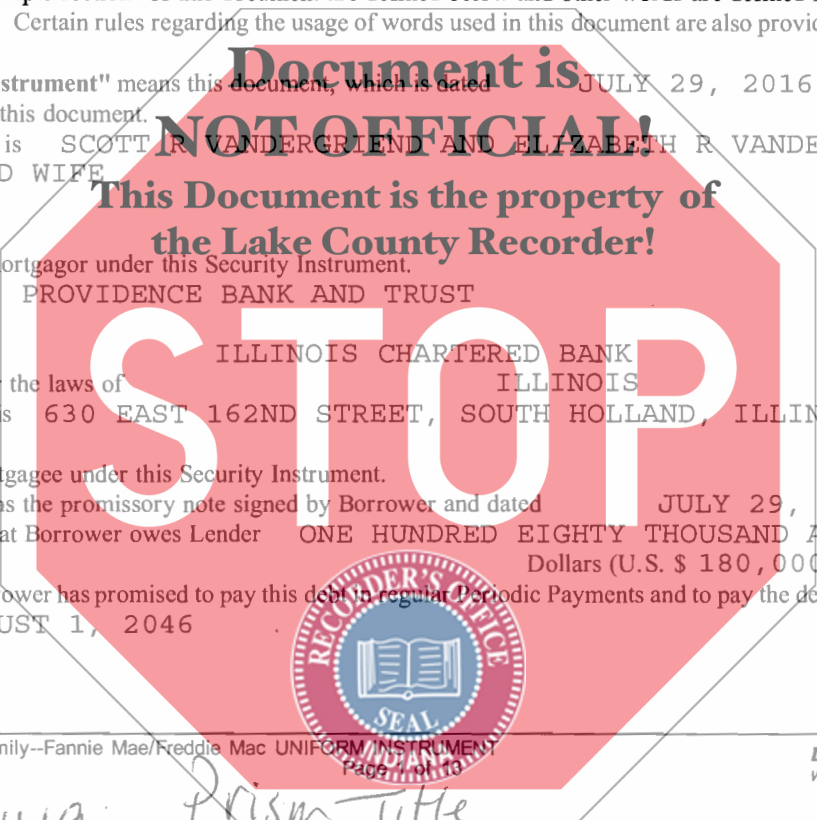 Certain rules regarding the usage of words used in this document are also provid
Document is
strument" means this document, which is dated JULY 29, 2016
this document.
NOT OFFICIAL!
is SCOTT R VANDERGRIEND AND ELIZABETH R VANDE
D WIFE
This Document is the property of
the Lake County Recorder!
ortgagor under this Security Instrument.
PROVIDENCE BANK AND TRUST
STOP
ILLINOIS CHARTERED BANK
the laws of ILLINOIS
is 630 EAST 162ND STREET, SOUTH HOLLAND, ILLIN
tgagee under this Security Instrument.
as the promissory note signed by Borrower and dated JULY 29,
at Borrower owes Lender ONE HUNDRED EIGHTY THOUSAND A
Dollars (U.S. $ 180,000
ower has promised to pay this debt in regular Periodic Payments and to pay the de
UST 1, 2046
RECORDER'S OFFICE
SEAL
INDIANA
mily--Fannie Mae/Freddie Mac UNIFORM INSTRUMENT
Page 1 of 13
Prism Title